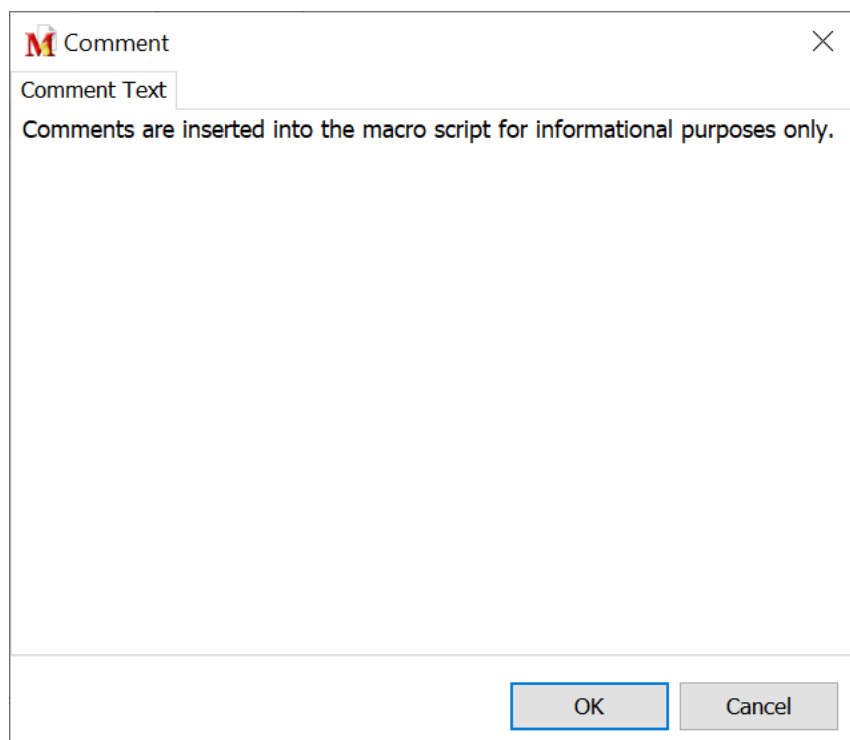 Comment
Comment Text
Comments are inserted into the macro script for informational purposes only.
OK
Cancel